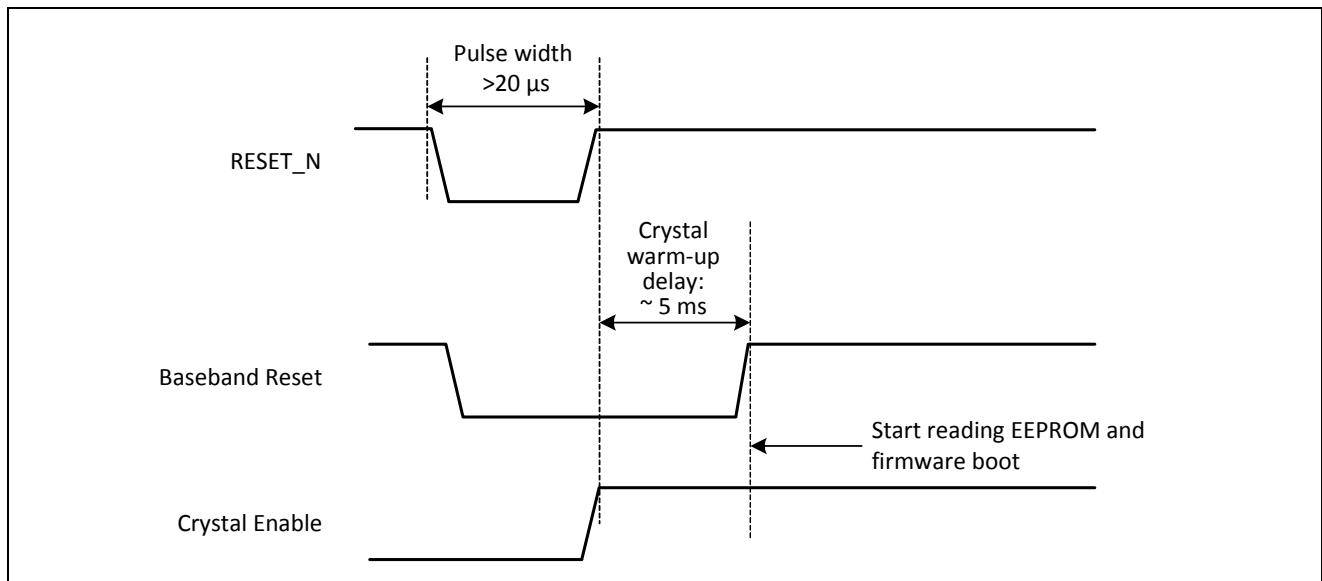 Pulse width
>20 µs
RESET_N
Crystal
warm-up
delay:
~ 5 ms
Baseband Reset
Start reading EEPROM and
firmware boot
Crystal Enable